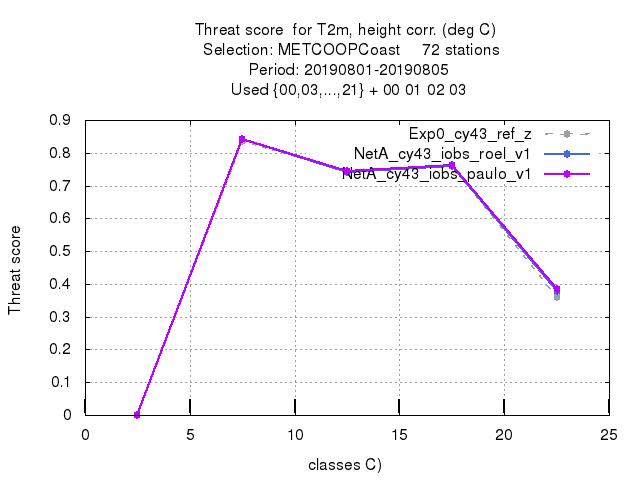 Threat score  for T2m, height corr. (deg C)
Selection: METCOOPCoast     72 stations
Period: 20190801-20190805
Used {00,03,...,21} + 00 01 02 03
Exp0_cy43_ref_z
NetA_cy43_iobs_roel_v1
NetA_cy43_iobs_paulo_v1
Threat score
0.9
0.8
0.7
0.6
0.5
0.4
0.3
0.2
0.1
0
0 5 10 15 20 25
classes C)